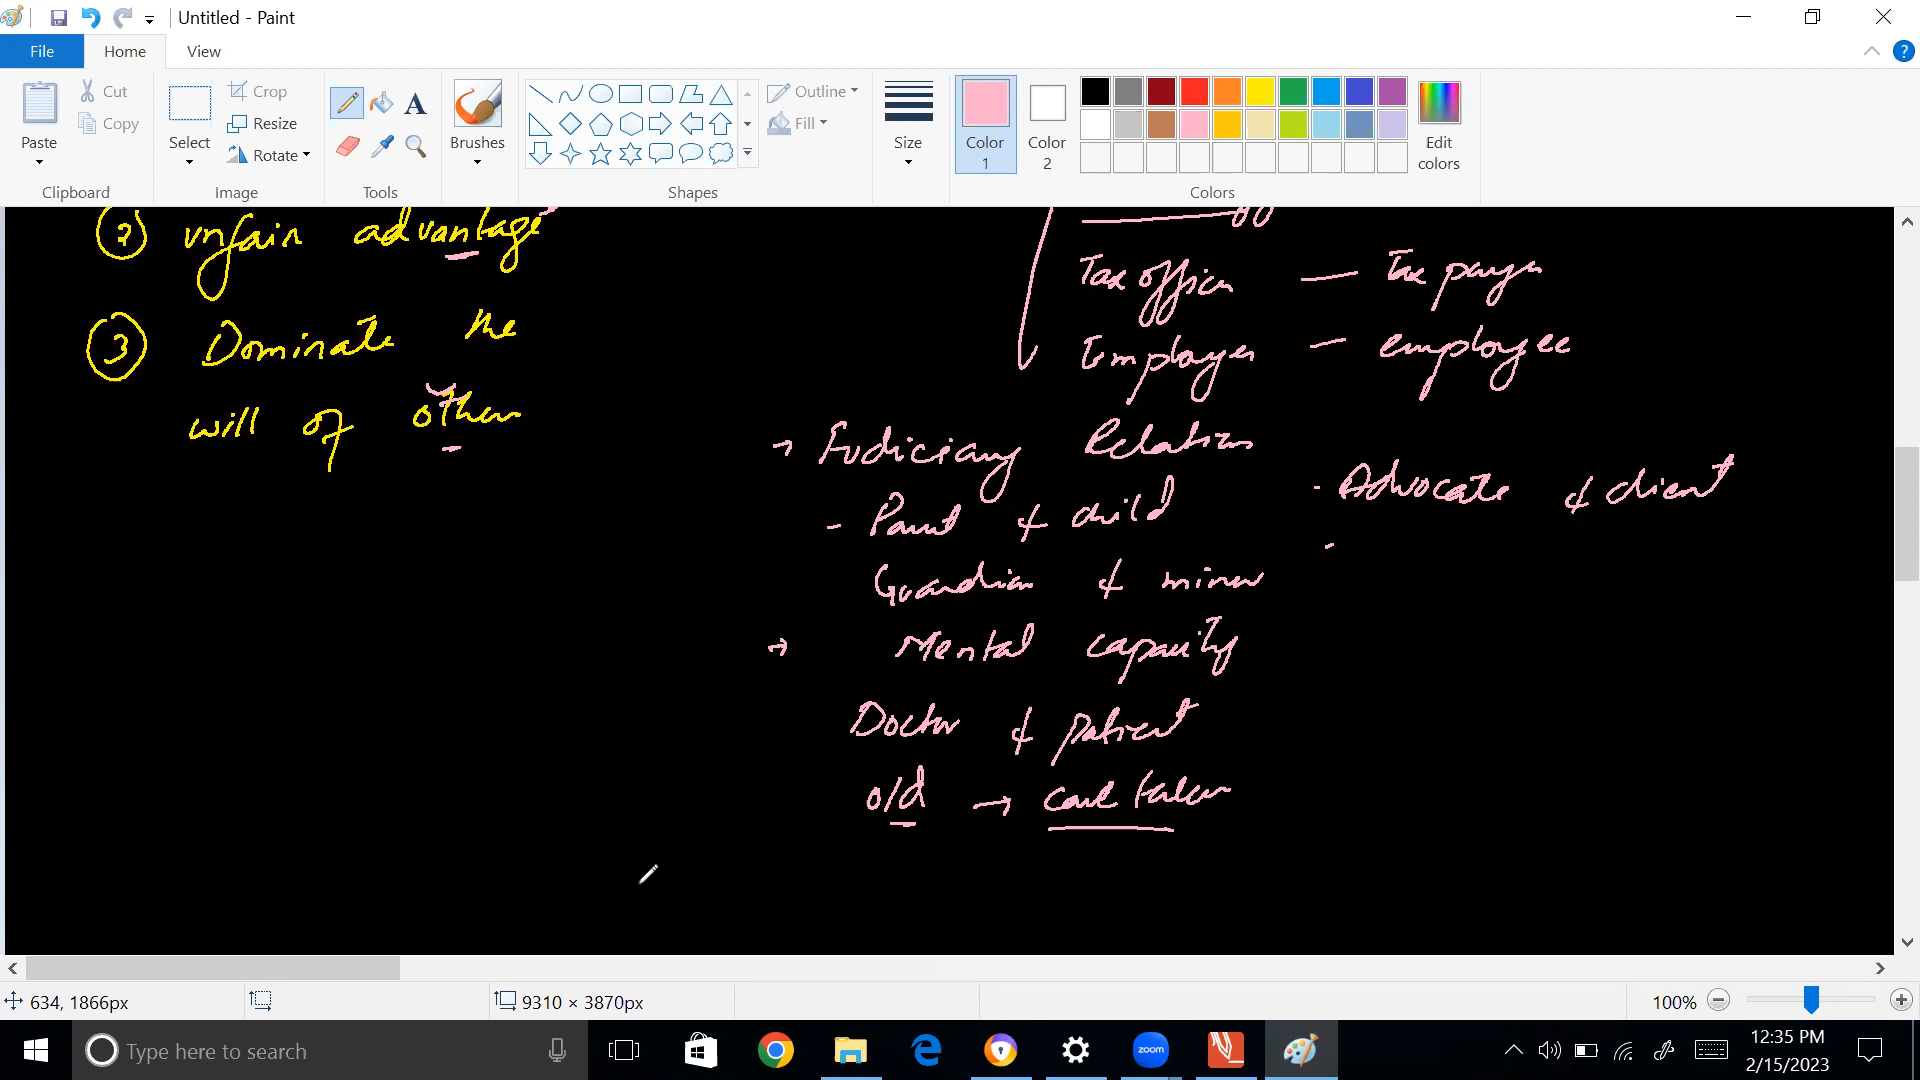 Untitled - Paint
File Home View
Paste
Cut
Copy
Clipboard
Select
Crop
Resize
Rotate
Image
Tools
Brushes
Shapes
Outline
Fill
Size
Color 1
Color 2
Edit colors
Colors
② unfair advantage
③ Dominate the
will of other
Tax officer — Tax payer
Employer — employee
→ Fudiciary Relation
- Parent & child
Guardian & minor
→ Mental capacity
Doctor & patient
old → care taker
- Advocate & client
-
634, 1866px
9310 × 3870px
100%
Type here to search
zoom
12:35 PM
2/15/2023